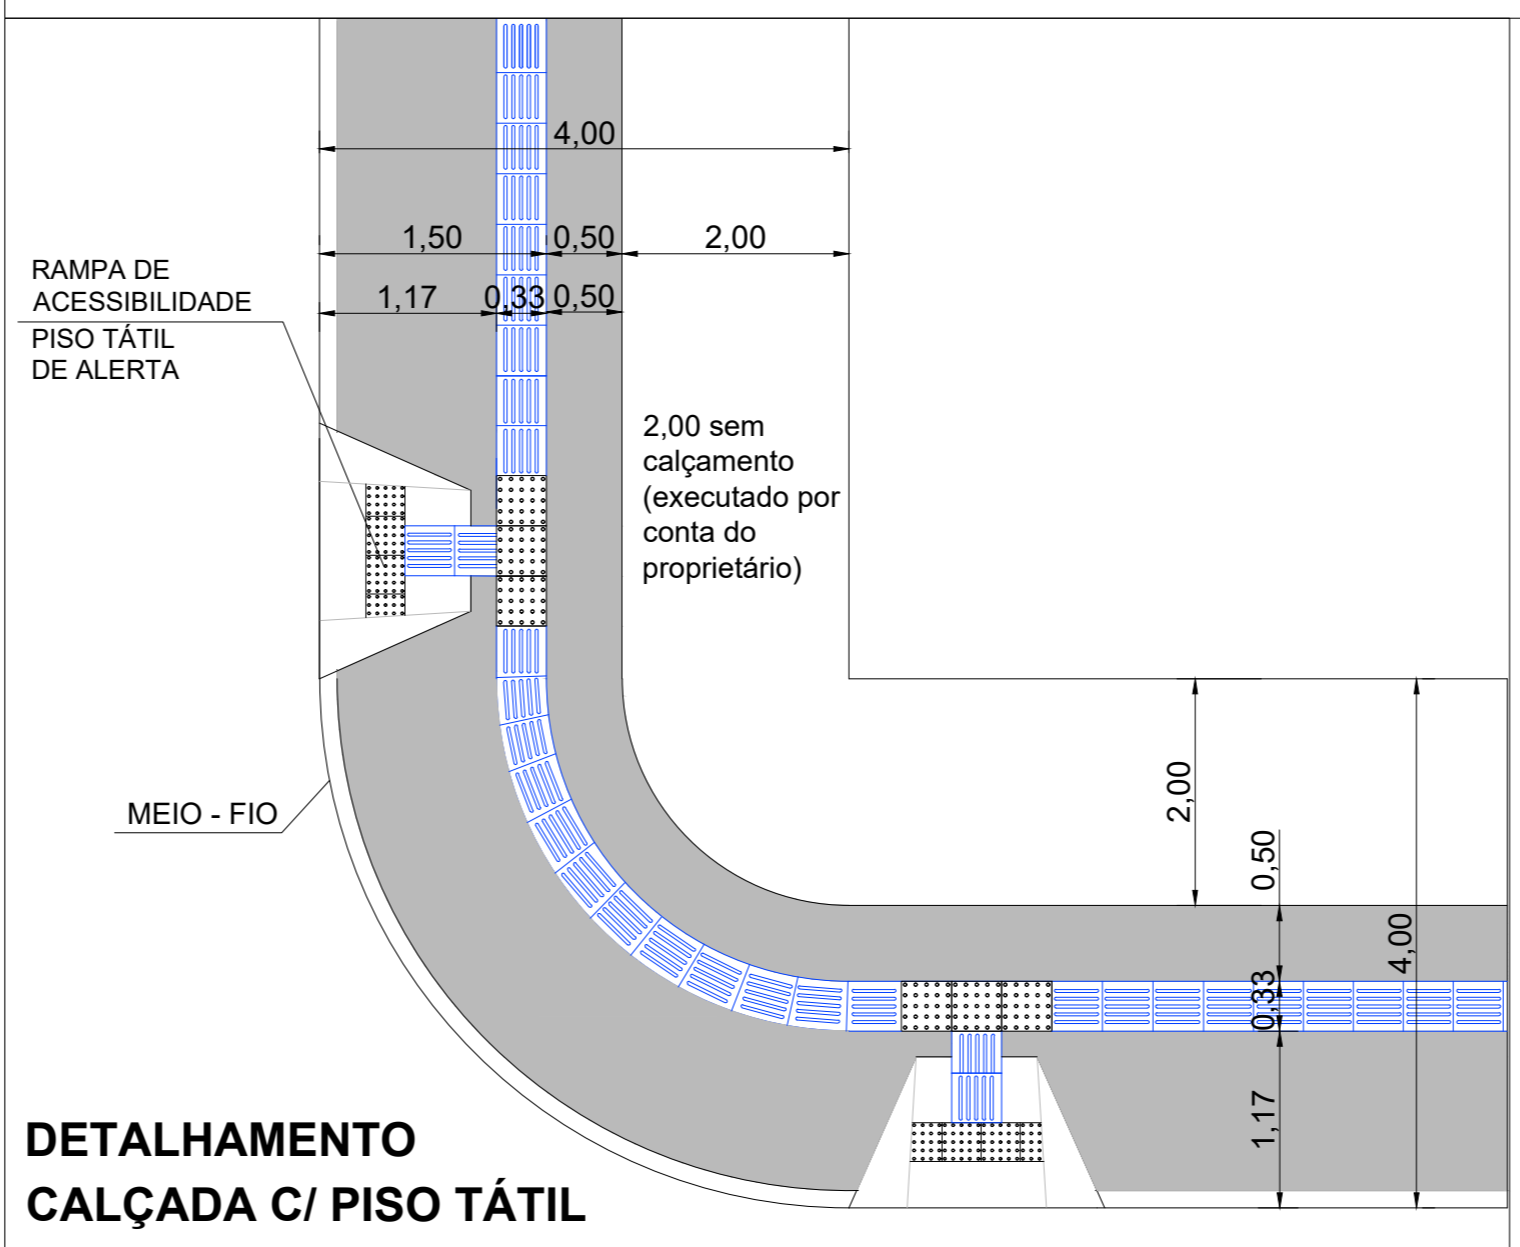 4,00
1,50
0,50
2,00
1,17
0,33
0,50
RAMPA DE
ACESSIBILIDADE
PISO TÁTIL
DE ALERTA
2,00 sem
calçamento
(executado por
conta do
proprietário)
MEIO - FIO
2,00
0,50
4,00
0,33
1,17
DETALHAMENTO
CALÇADA C/ PISO TÁTIL